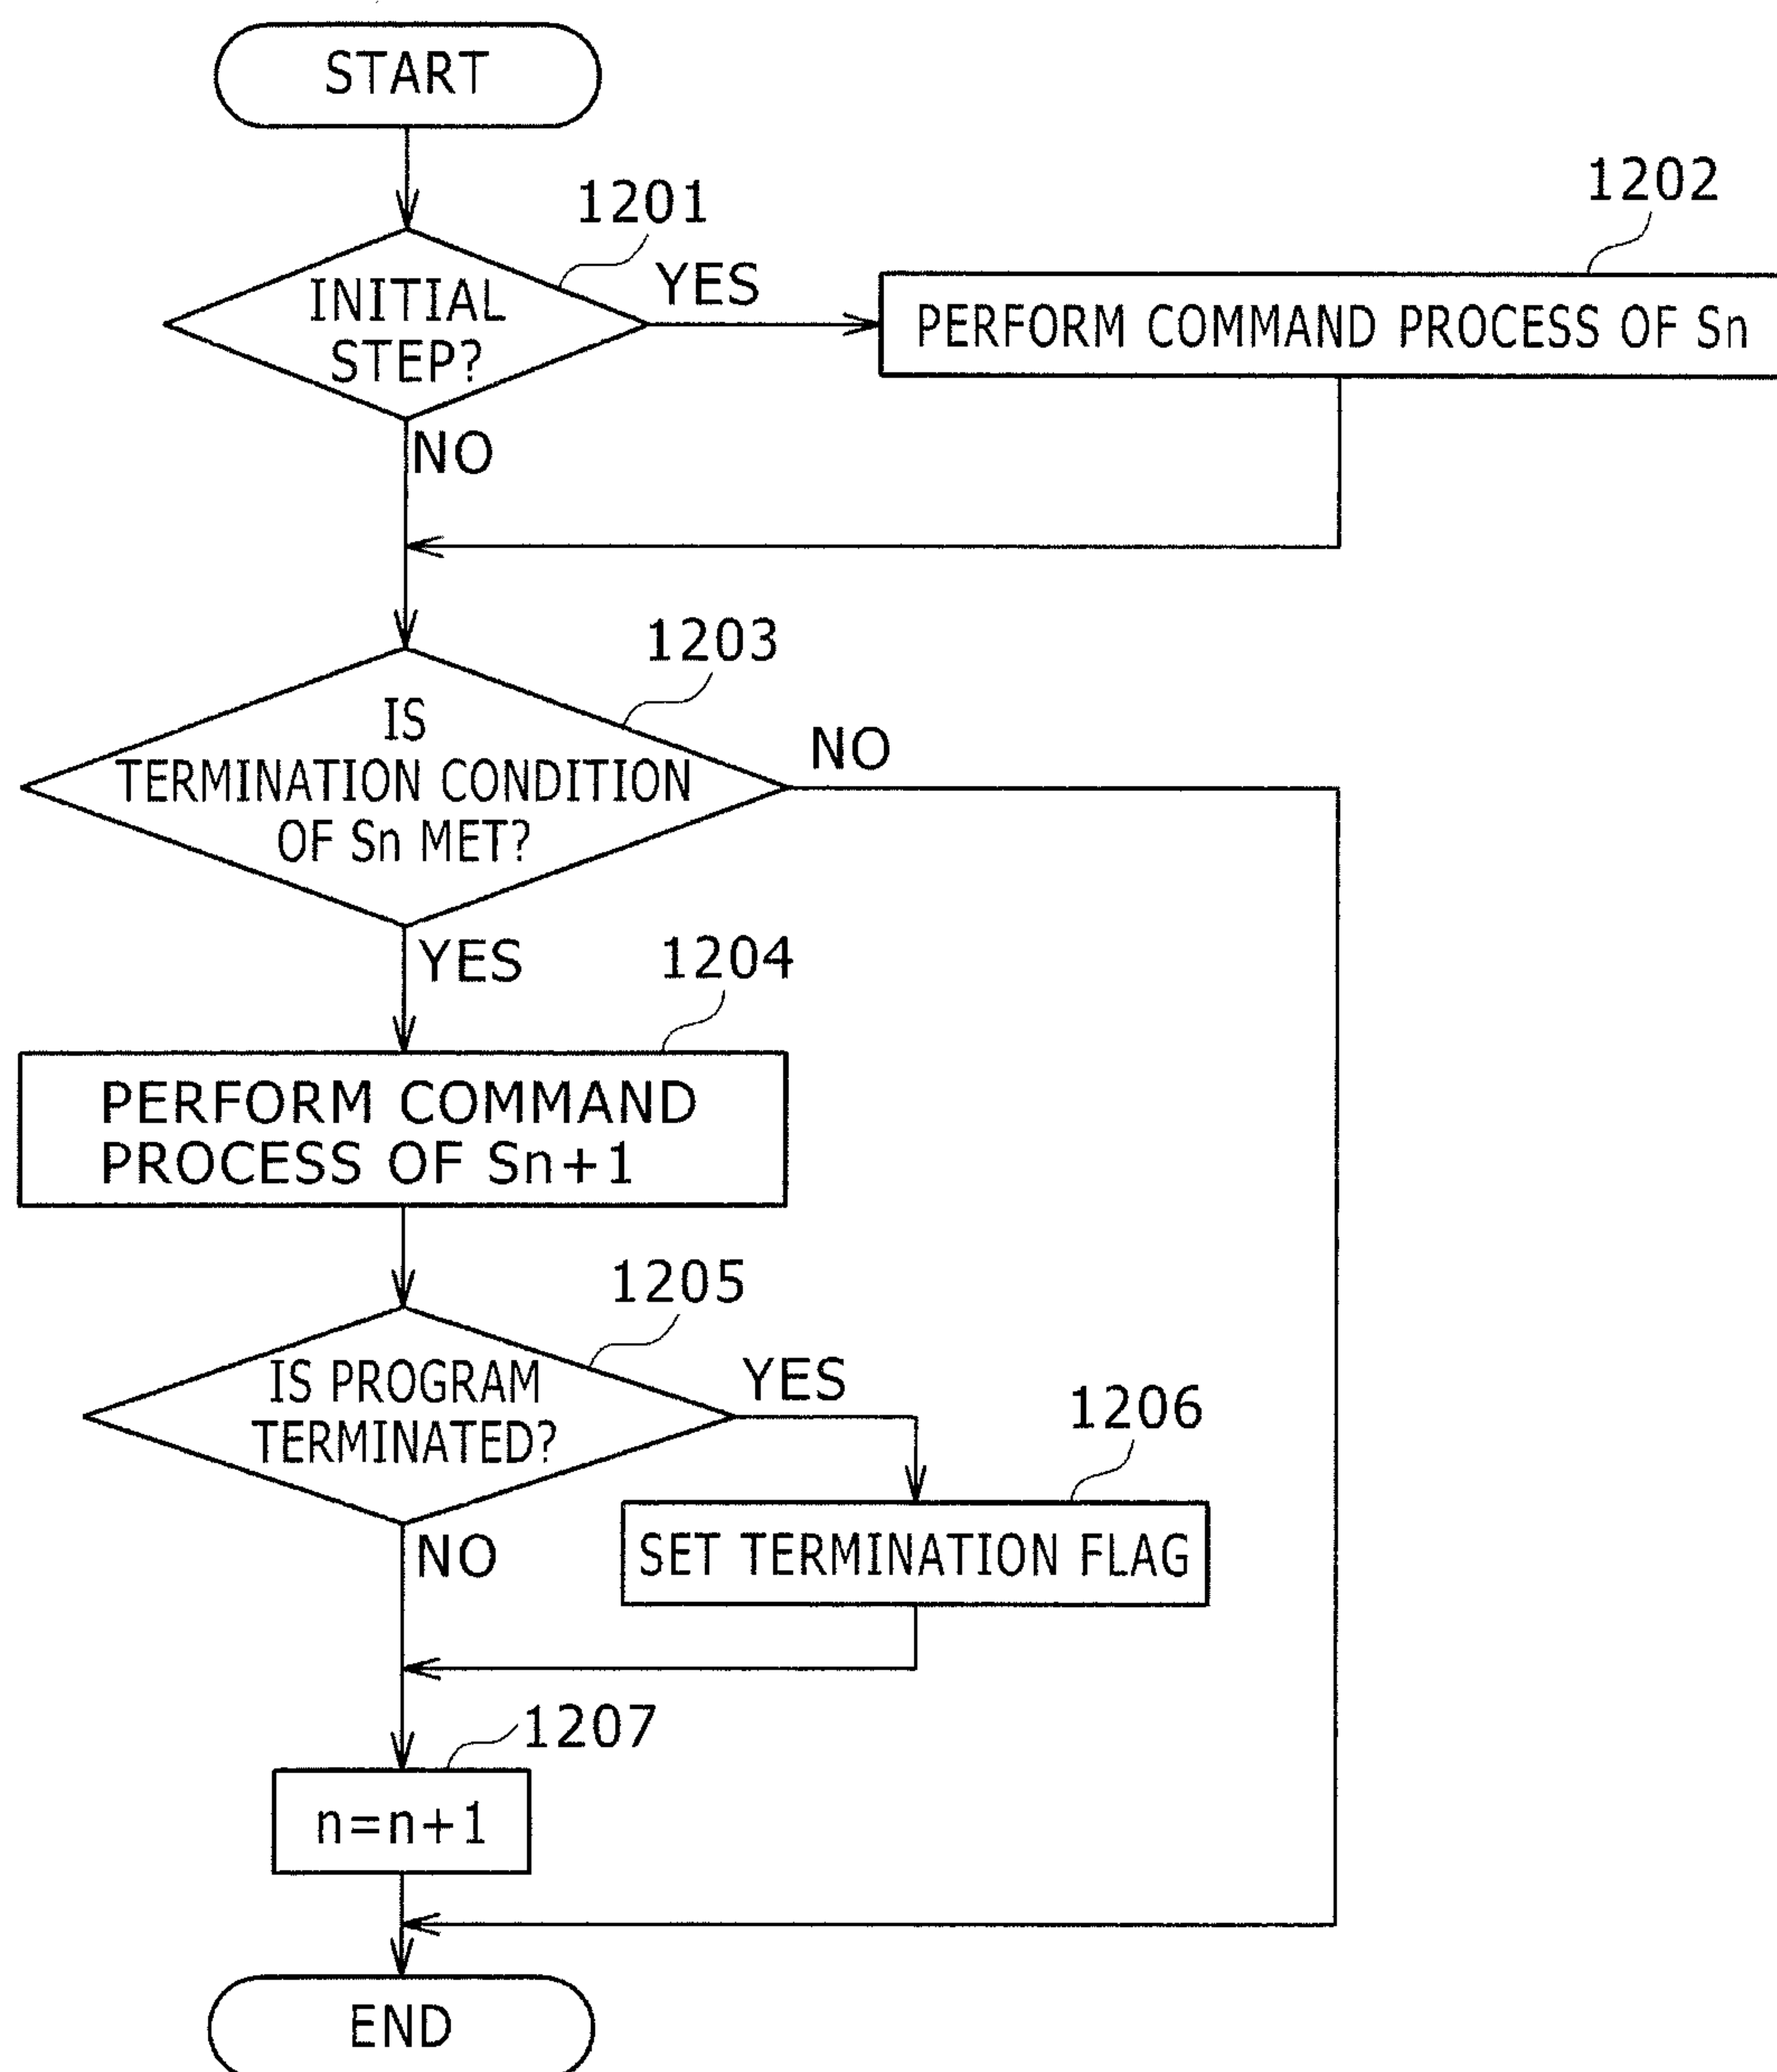 START
1201
1202
INITIAL
STEP?
YES
PERFORM COMMAND PROCESS OF Sn
NO
1203
IS
TERMINATION CONDITION
OF Sn MET?
NO
YES
1204
PERFORM COMMAND
PROCESS OF Sn+1
1205
IS PROGRAM
TERMINATED?
YES
1206
SET TERMINATION FLAG
NO
1207
n=n+1
END